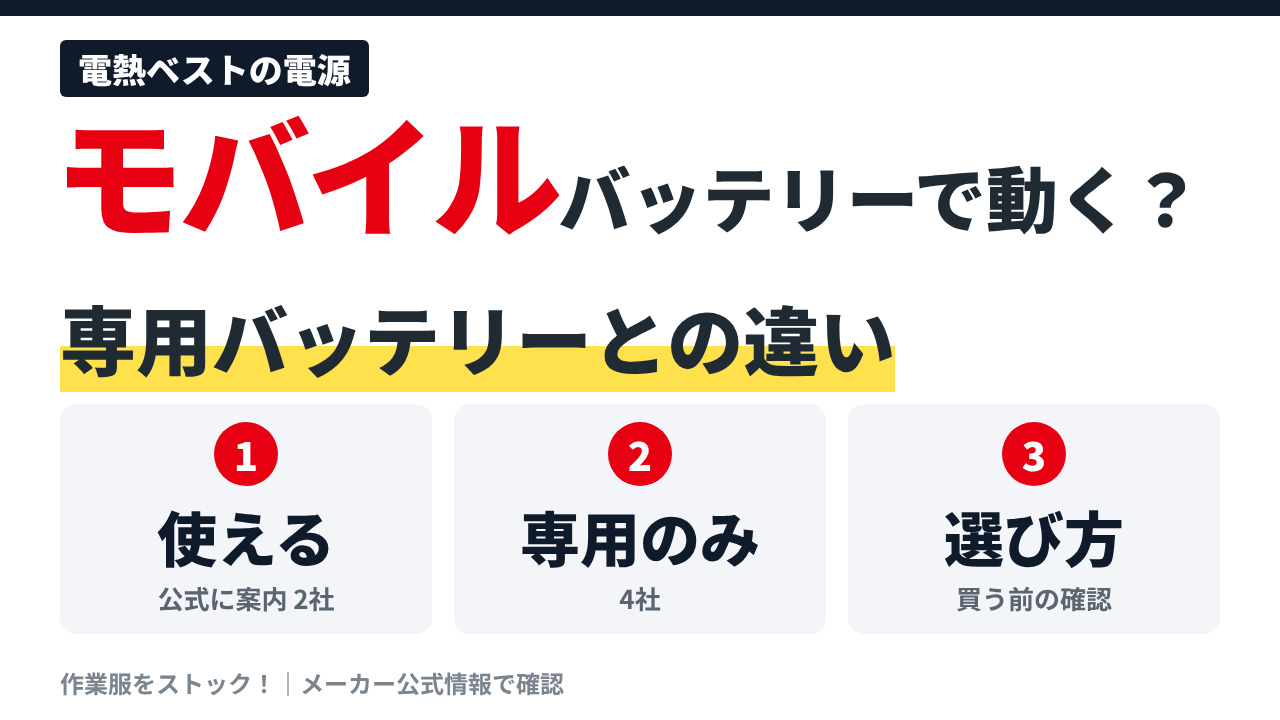 電熱ベストの電源
モバイルバッテリーで動く？
専用バッテリーとの違い
1
使える
公式に案内 2社
2
専用のみ
4社
3
選び方
買う前の確認
作業服をストック！｜メーカー公式情報で確認